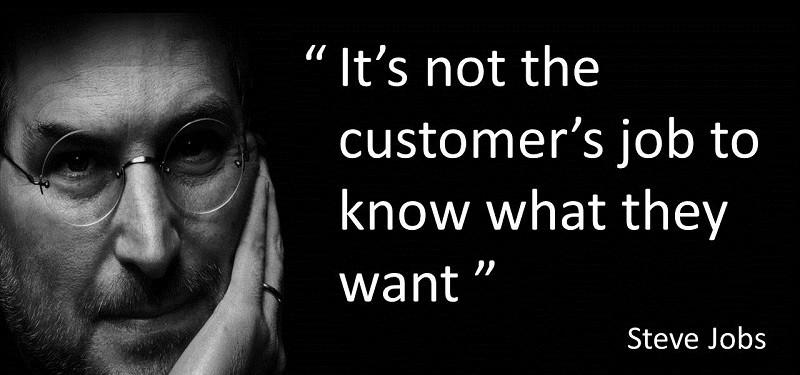 “ It’s not the
customer’s job to
know what they
want ”
Steve Jobs